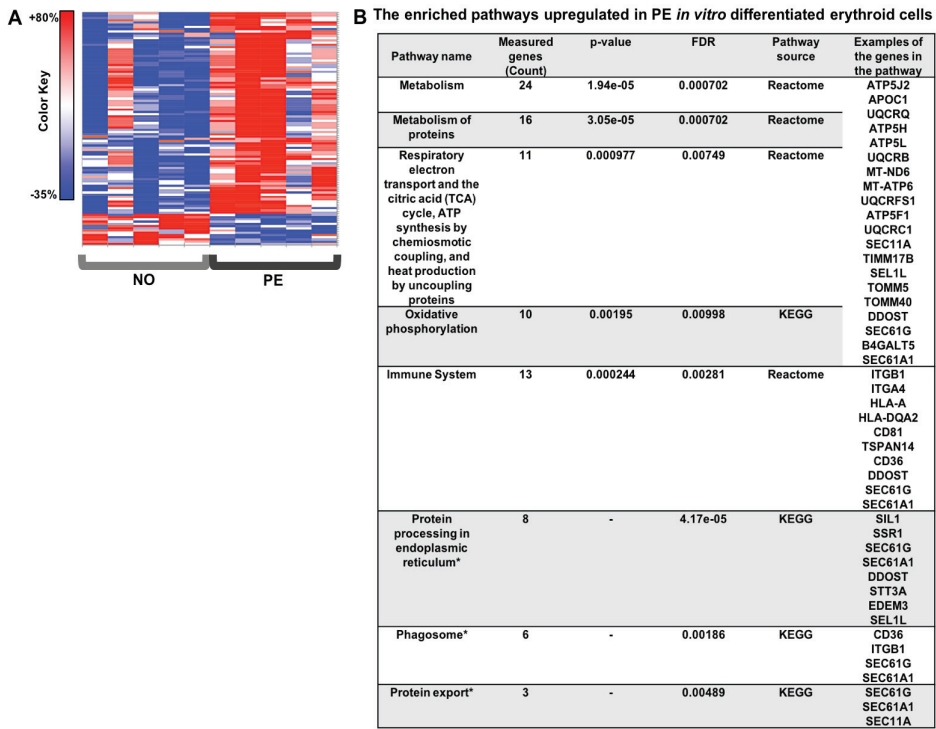 A
+80%
Color Key
-35%
NO
PE
B
The enriched pathways upregulated in PE in vitro differentiated erythroid cells
Pathway name
Measured
genes
(Count)
p-value
FDR
Pathway
source
Examples of
the genes in
the pathway
Metabolism
24
1.94e-05
0.000702
Reactome
Metabolism of
proteins
16
3.05e-05
0.000702
Reactome
Respiratory
electron
transport and the
citric acid (TCA)
cycle, ATP
synthesis by
chemiosmotic
coupling, and
heat production
by uncoupling
proteins
11
0.000977
0.00749
Reactome
Oxidative
phosphorylation
10
0.00195
0.00998
KEGG
ATP5J2
APOC1
UQCRQ
ATP5H
ATP5L
UQCRB
MT-ND6
MT-ATP6
UQCRFS1
ATP5F1
UQCRC1
SEC11A
TIMM17B
SEL1L
TOMM5
TOMM40
DDOST
SEC61G
B4GALT5
SEC61A1
Immune System
13
0.000244
0.00281
Reactome
ITGB1
ITGA4
HLA-A
HLA-DQA2
CD81
TSPAN14
CD36
DDOST
SEC61G
SEC61A1
Protein
processing in
endoplasmic
reticulum*
8
-
4.17e-05
KEGG
SIL1
SSR1
SEC61G
SEC61A1
DDOST
STT3A
EDEM3
SEL1L
Phagosome*
6
-
0.00186
KEGG
CD36
ITGB1
SEC61G
SEC61A1
Protein export*
3
-
0.00489
KEGG
SEC61G
SEC61A1
SEC11A